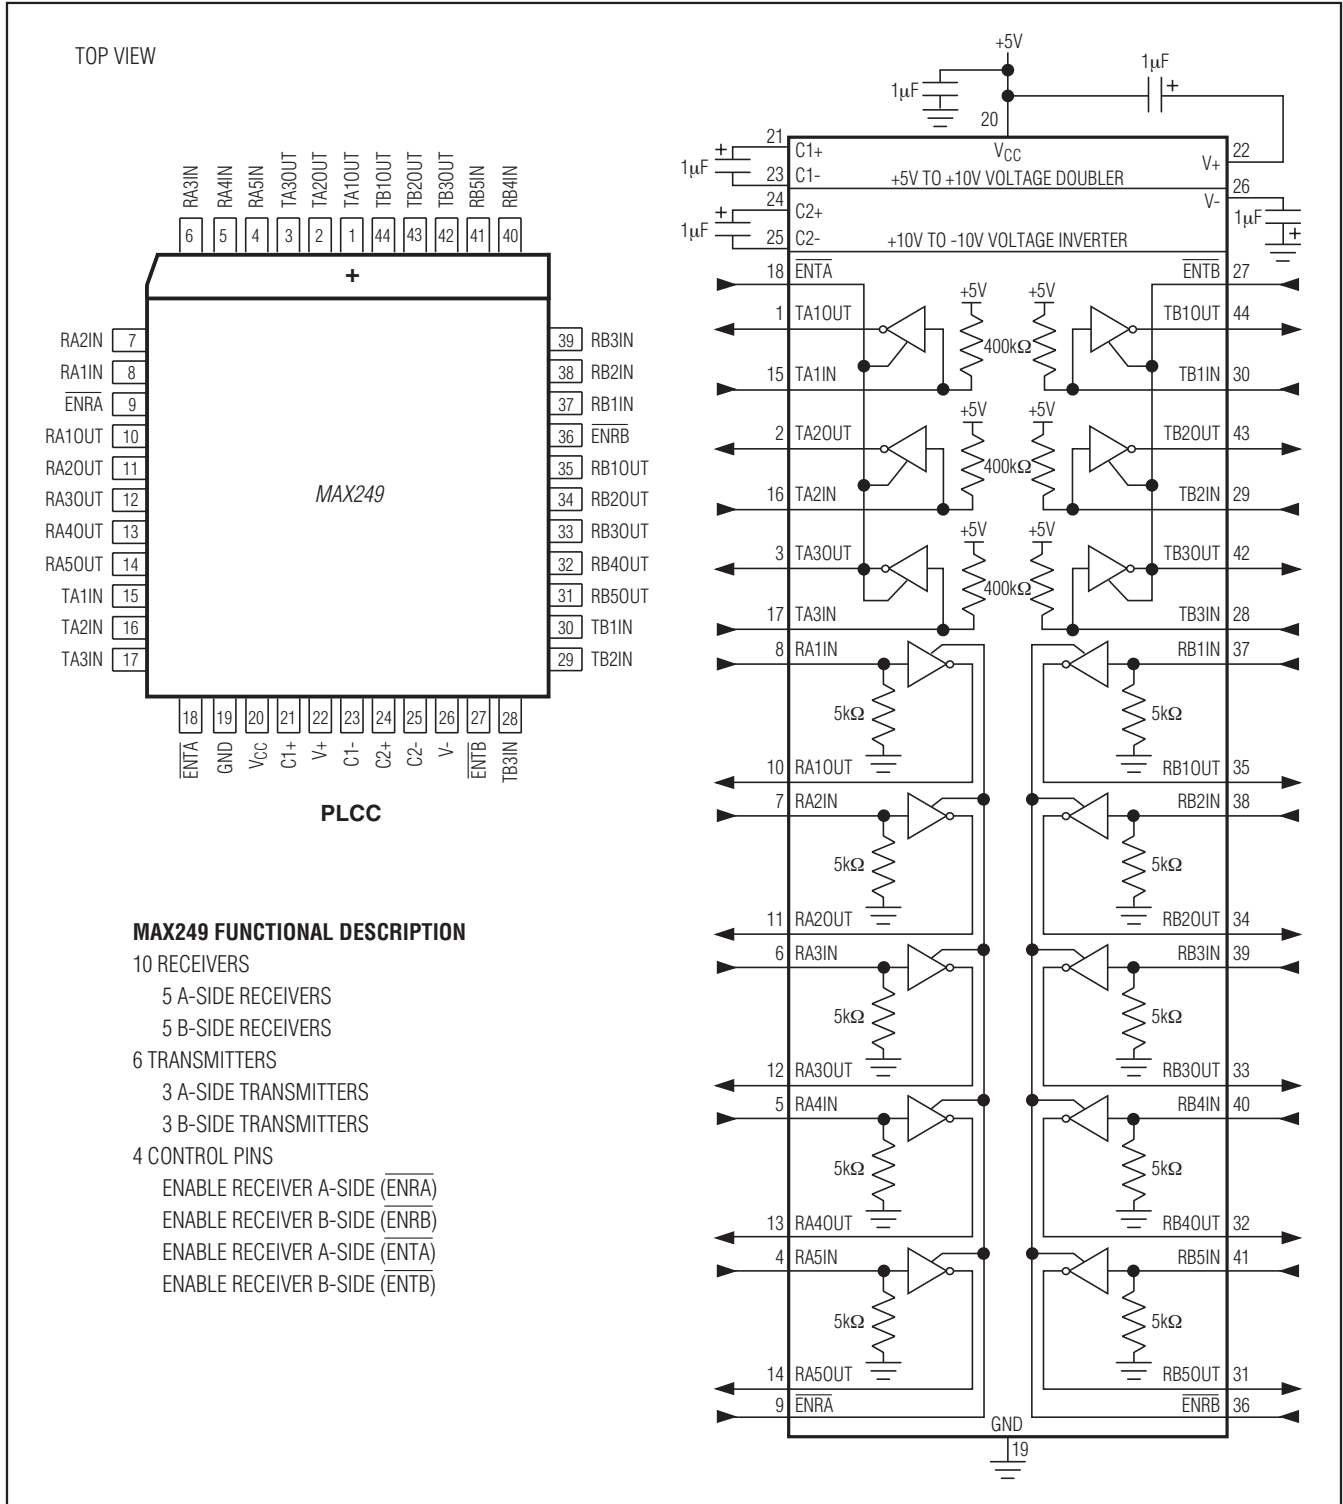 TOP VIEW
RA3IN
RA4IN
RA5IN
TA3OUT
TA2OUT
TA1OUT
TB1OUT
TB2OUT
TB3OUT
RB5IN
RB4IN
6 5 4 3 2 1 44 43 42 41 40
+
RA2IN 7
RA1IN 8
ENRA 9
RA1OUT 10
RA2OUT 11
RA3OUT 12
RA4OUT 13
RA5OUT 14
TA1IN 15
TA2IN 16
TA3IN 17
MAX249
39 RB3IN
38 RB2IN
37 RB1IN
36 ENRB
35 RB1OUT
34 RB2OUT
33 RB3OUT
32 RB4OUT
31 RB5OUT
30 TB1IN
29 TB2IN
18 19 20 21 22 23 24 25 26 27 28
ENTA
GND
VCC
C1+
V+
C1-
C2+
C2-
V-
ENTB
TB3IN
PLCC
MAX249 FUNCTIONAL DESCRIPTION
10 RECEIVERS
5 A-SIDE RECEIVERS
5 B-SIDE RECEIVERS
6 TRANSMITTERS
3 A-SIDE TRANSMITTERS
3 B-SIDE TRANSMITTERS
4 CONTROL PINS
ENABLE RECEIVER A-SIDE (ENRA)
ENABLE RECEIVER B-SIDE (ENRB)
ENABLE RECEIVER A-SIDE (ENTA)
ENABLE RECEIVER B-SIDE (ENTB)
+5V
1µF
1µF +
20
VCC
21 C1+
+ 1µF
23 C1-
+5V TO +10V VOLTAGE DOUBLER
V+ 22
24 C2+
+ 1µF
25 C2-
+10V TO -10V VOLTAGE INVERTER
V- 26
1µF +
18 ENTA
ENTB 27
+5V +5V
1 TA1OUT
TB1OUT 44
400kΩ
15 TA1IN
TB1IN 30
+5V +5V
2 TA2OUT
TB2OUT 43
400kΩ
16 TA2IN
TB2IN 29
+5V +5V
3 TA3OUT
TB3OUT 42
400kΩ
17 TA3IN
TB3IN 28
8 RA1IN
RB1IN 37
5kΩ 5kΩ
10 RA1OUT
RB1OUT 35
7 RA2IN
RB2IN 38
5kΩ 5kΩ
11 RA2OUT
RB2OUT 34
6 RA3IN
RB3IN 39
5kΩ 5kΩ
12 RA3OUT
RB3OUT 33
5 RA4IN
RB4IN 40
5kΩ 5kΩ
13 RA4OUT
RB4OUT 32
4 RA5IN
RB5IN 41
5kΩ 5kΩ
14 RA5OUT
RB5OUT 31
9 ENRA
ENRB 36
GND
19